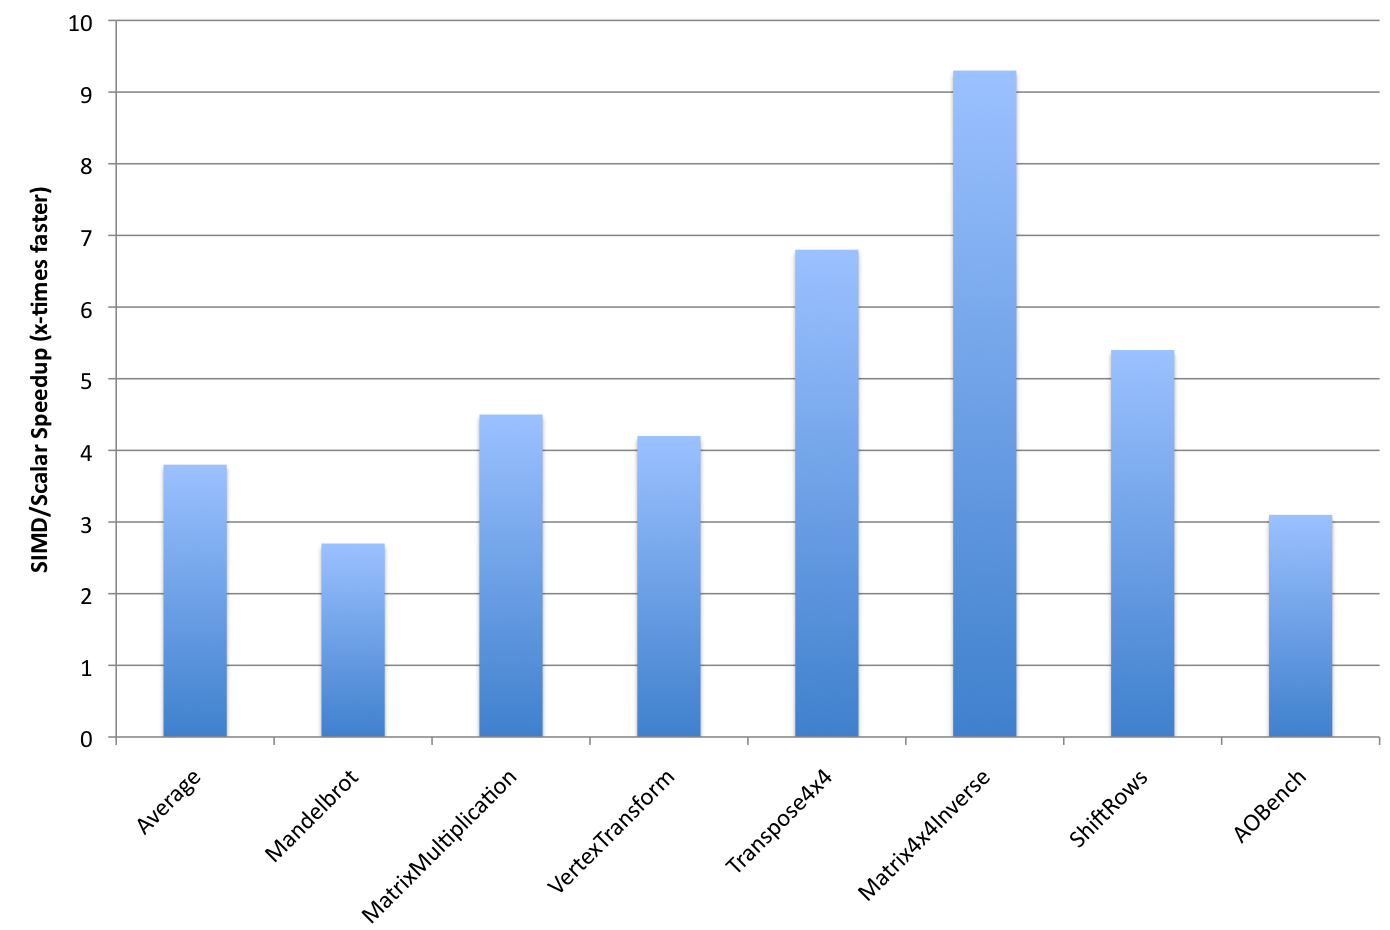 SIMD/Scalar Speedup (x-times faster)
10
9
8
7
6
5
4
3
2
1
0
Average
Mandelbrot
MatrixMultiplication
VertexTransform
Transpose4x4
Matrix4x4Inverse
ShiftRows
AOBench